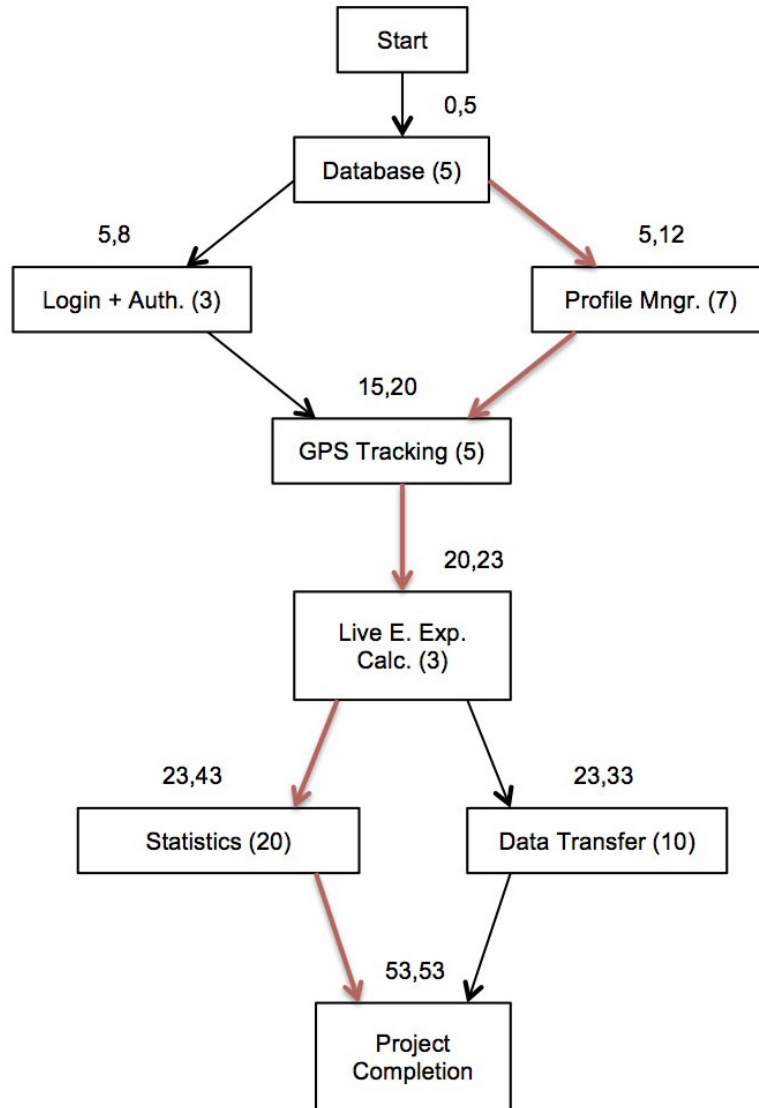 Start
0,5
Database (5)
5,8
5,12
Login + Auth. (3)
Profile Mngr. (7)
15,20
GPS Tracking (5)
20,23
Live E. Exp.
Calc. (3)
23,43
23,33
Statistics (20)
Data Transfer (10)
53,53
Project
Completion